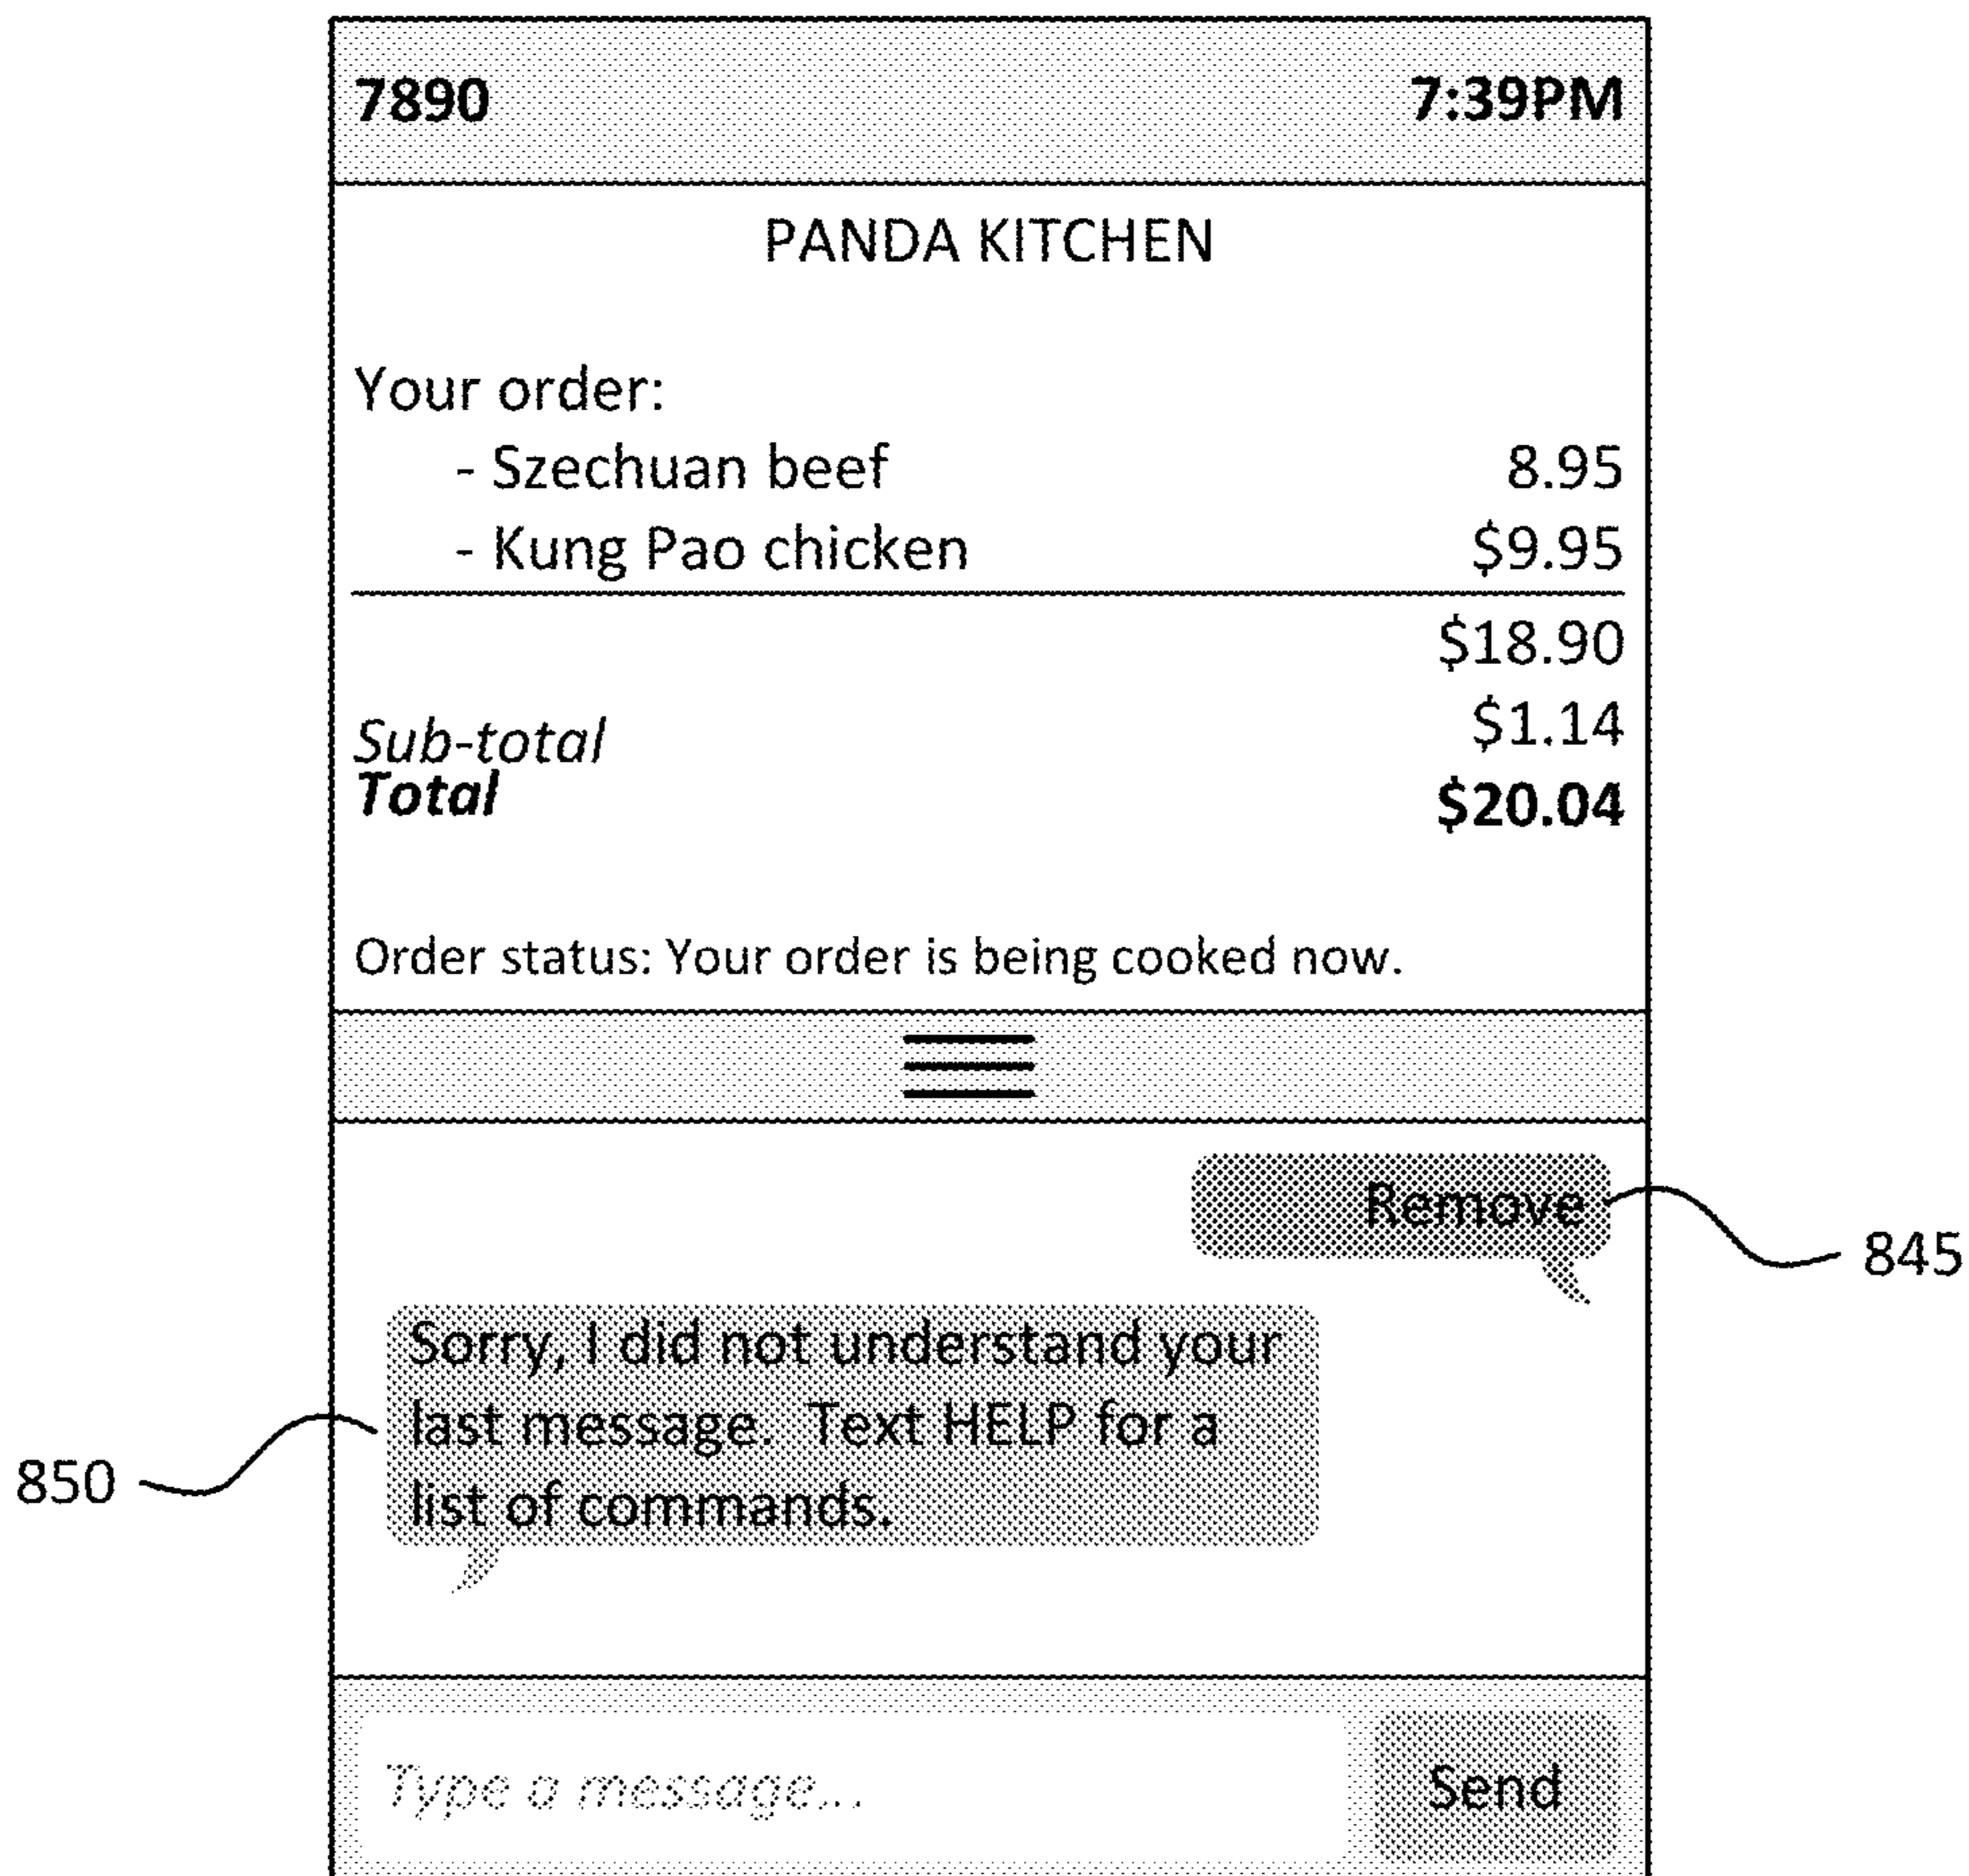 7890 7:39PM
PANDA KITCHEN
Your order:
- Szechuan beef 8.95
- Kung Pao chicken $9.95
$18.90
$1.14
Sub-total
Total $20.04
Order status: Your order is being cooked now.
Remove
845
Sorry, I did not understand your
last message.  Text HELP for a
list of commands.
850
Type a message...
Send